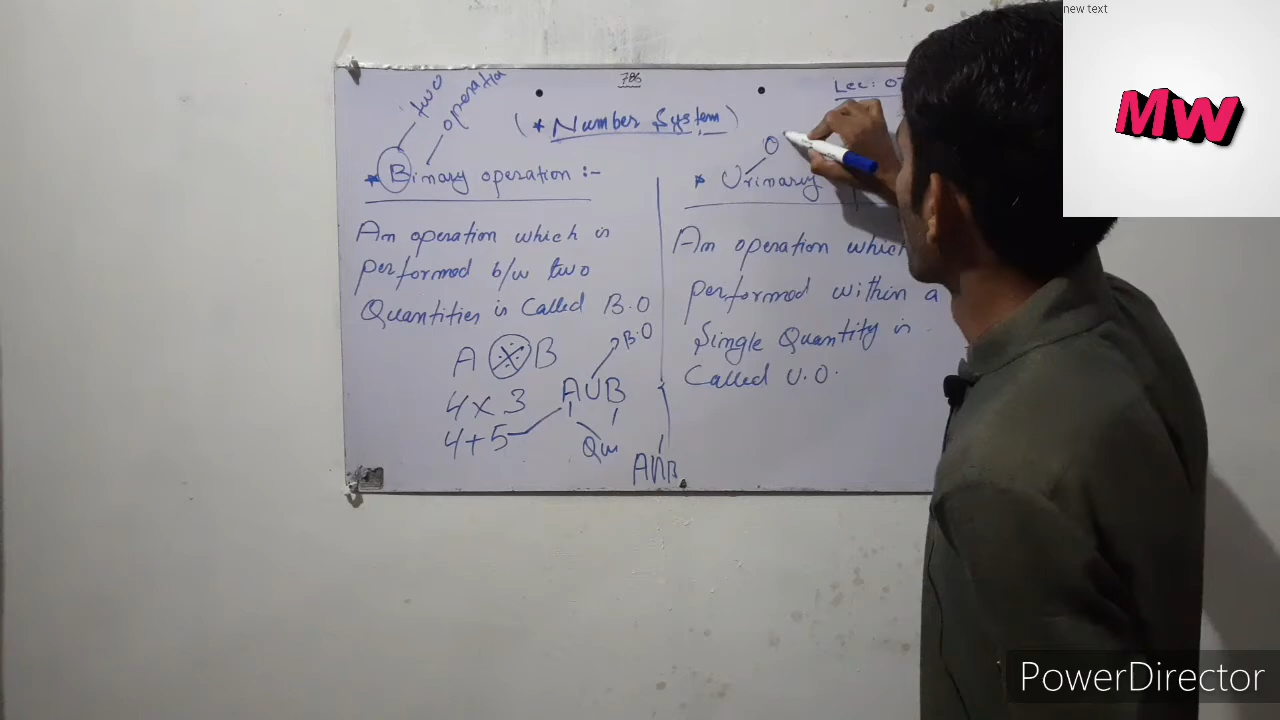 new text
MW
786
Lec: 07
two
operation
(* Number System)
O
* Binary operation :-
* Urinary
An operation which is
performed b/w two
Quantities is Called B.O
A × B
B.O
4 × 3
A∪B
4+5
Qu
A∩B
An operation which
performed within a
Single Quantity is
Called U.O.
PowerDirector